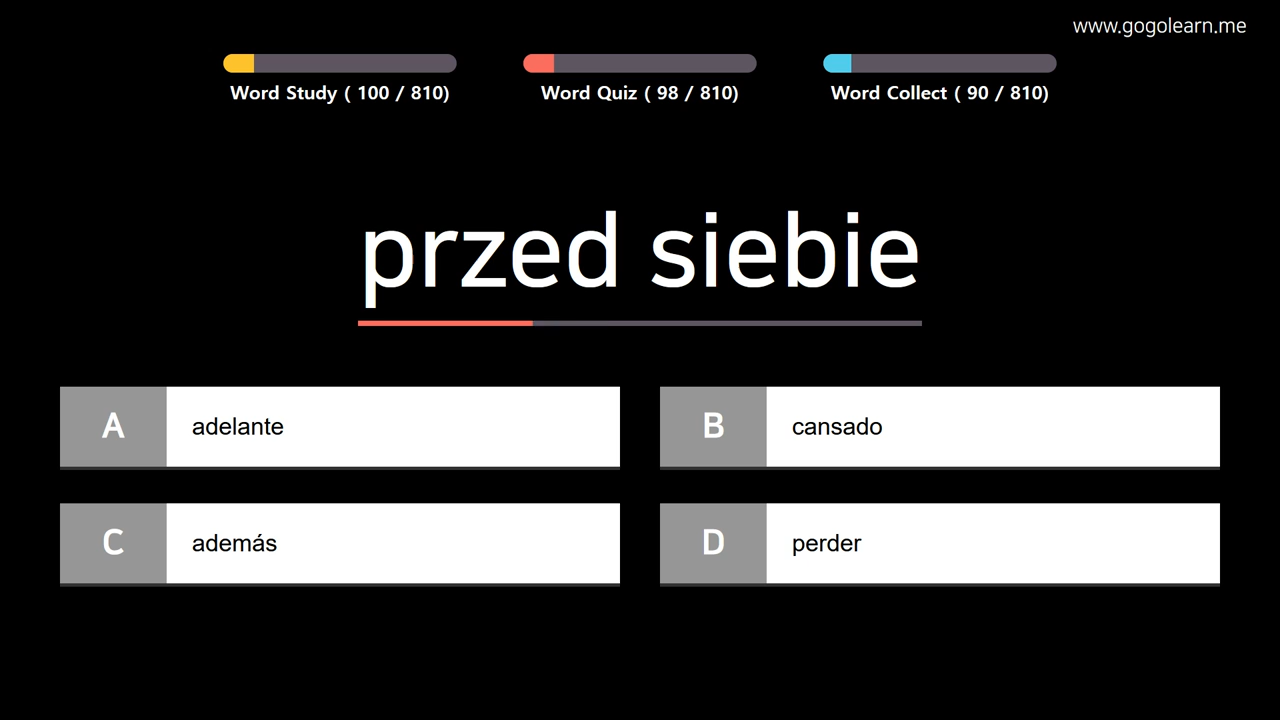 www.gogolearn.me
Word Study ( 100 / 810)
Word Quiz ( 98 / 810)
Word Collect ( 90 / 810)
przed siebie
A adelante
B cansado
C además
D perder